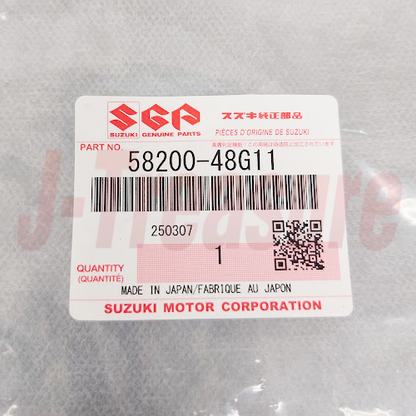 SGP
SUZUKI GENUINE PARTS
スズキ純正部品
PIÈCES D'ORIGINE DE SUZUKI
PART NO.
58200-48G11
250307
1
QUANTITY
(QUANTITÉ)
MADE IN JAPAN/FABRIQUE AU JAPON
SUZUKI MOTOR CORPORATION
J-Treasure